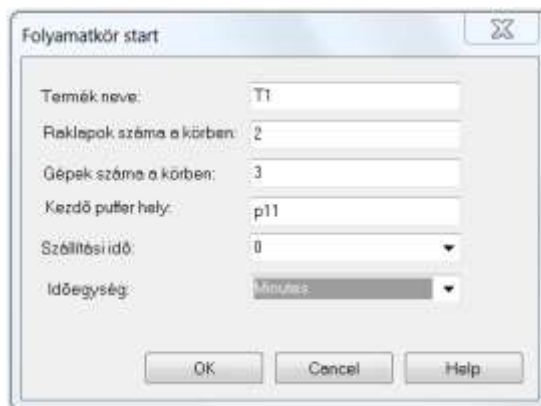 Folyamatkör start
Termék neve: T1
Raklapok száma a körben: 2
Gépek száma a körben: 3
Kezdő puffer hely: p11
Szállítási idő: 0
Időegység: Minutes
OK Cancel Help